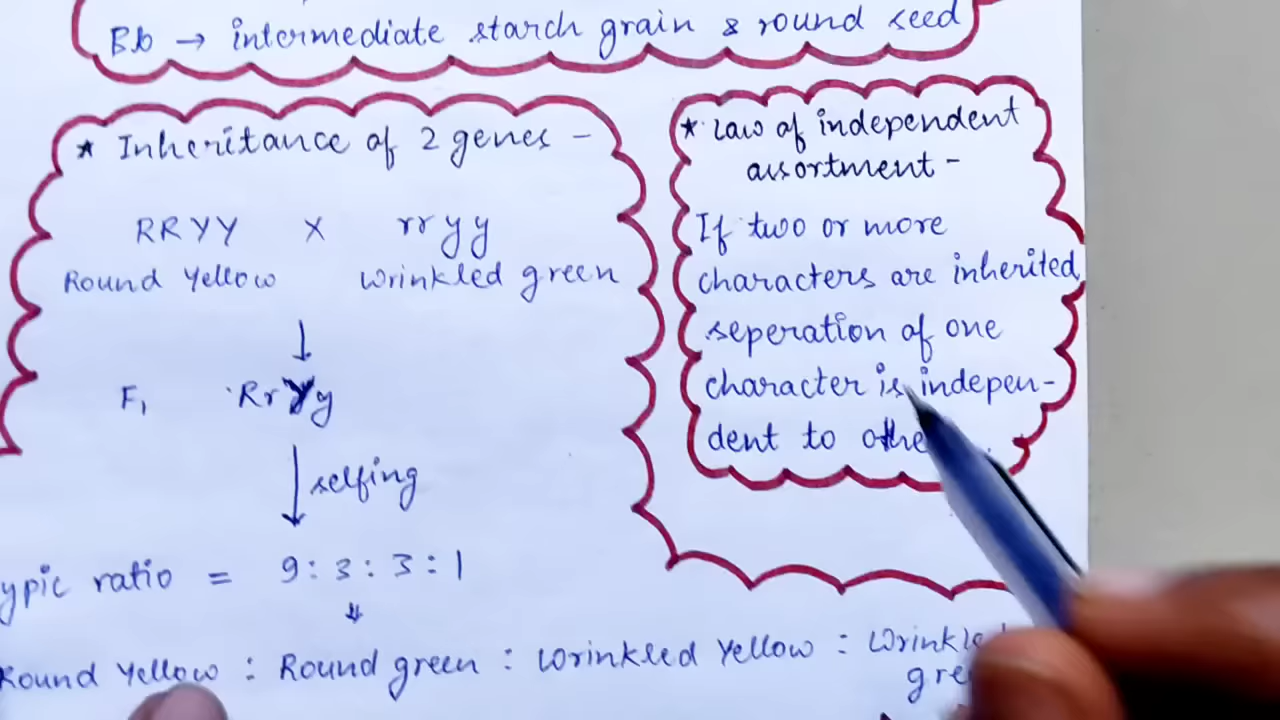 Bb → intermediate starch grain & round seed
* Inheritance of 2 genes -
RRYY X rryy
Round Yellow Wrinkled green
↓
F1 RrYy
↓ selfing
ypic ratio = 9:3:3:1
↓
Round Yellow : Round green : Wrinkled Yellow : Wrinkled
gre
* Law of independent
assortment -
If two or more
characters are inherited
seperation of one
character is indepen-
dent to othe